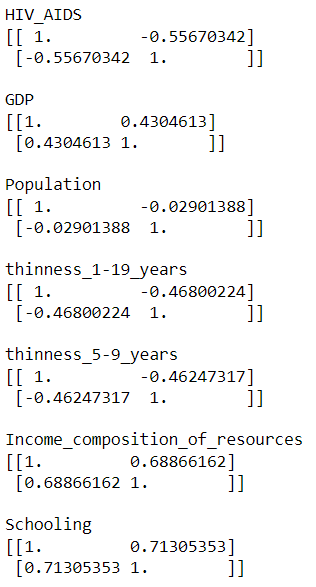 HIV_AIDS
[[ 1.         -0.55670342]
 [-0.55670342  1.        ]]
GDP
[[1.        0.4304613]
 [0.4304613 1.       ]]
Population
[[ 1.         -0.02901388]
 [-0.02901388  1.        ]]
thinness_1-19_years
[[ 1.         -0.46800224]
 [-0.46800224  1.        ]]
thinness_5-9_years
[[ 1.         -0.46247317]
 [-0.46247317  1.        ]]
Income_composition_of_resources
[[1.         0.68866162]
 [0.68866162 1.        ]]
Schooling
[[1.         0.71305353]
 [0.71305353 1.        ]]